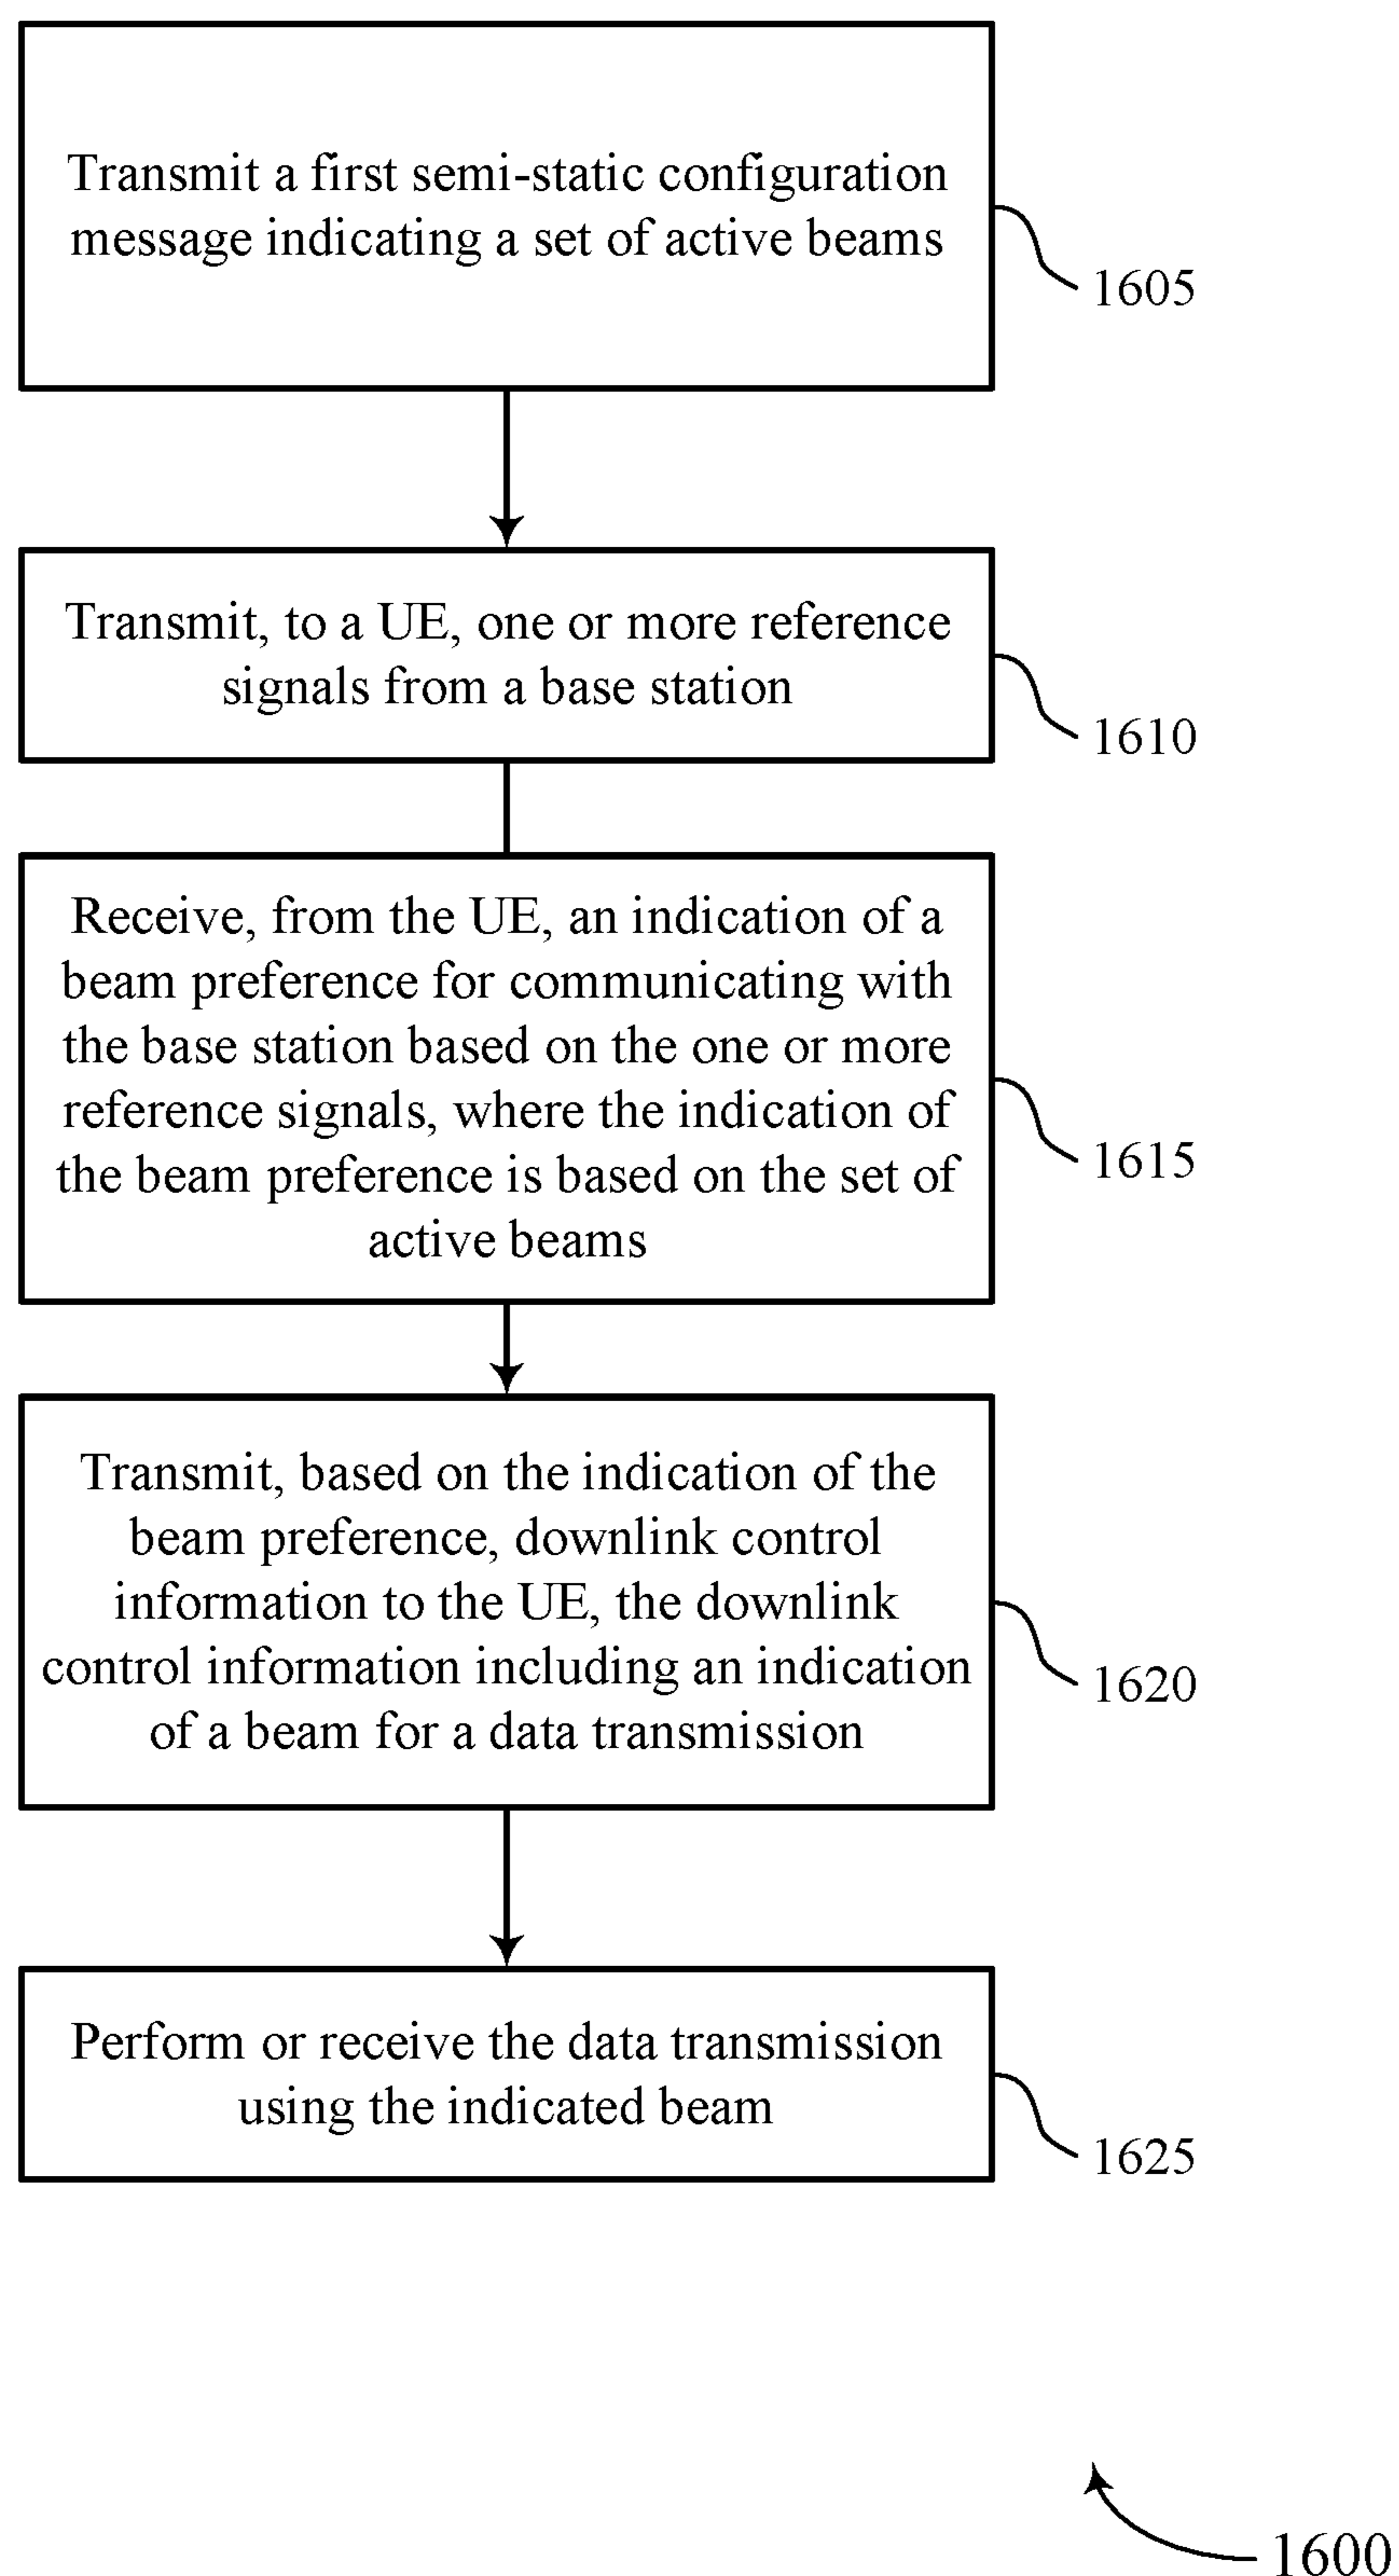 Transmit a first semi-static configuration
message indicating a set of active beams
1605
Transmit, to a UE, one or more reference
signals from a base station
1610
Receive, from the UE, an indication of a
beam preference for communicating with
the base station based on the one or more
reference signals, where the indication of
the beam preference is based on the set of
active beams
1615
Transmit, based on the indication of the
beam preference, downlink control
information to the UE, the downlink
control information including an indication
of a beam for a data transmission
1620
Perform or receive the data transmission
using the indicated beam
1625
1600